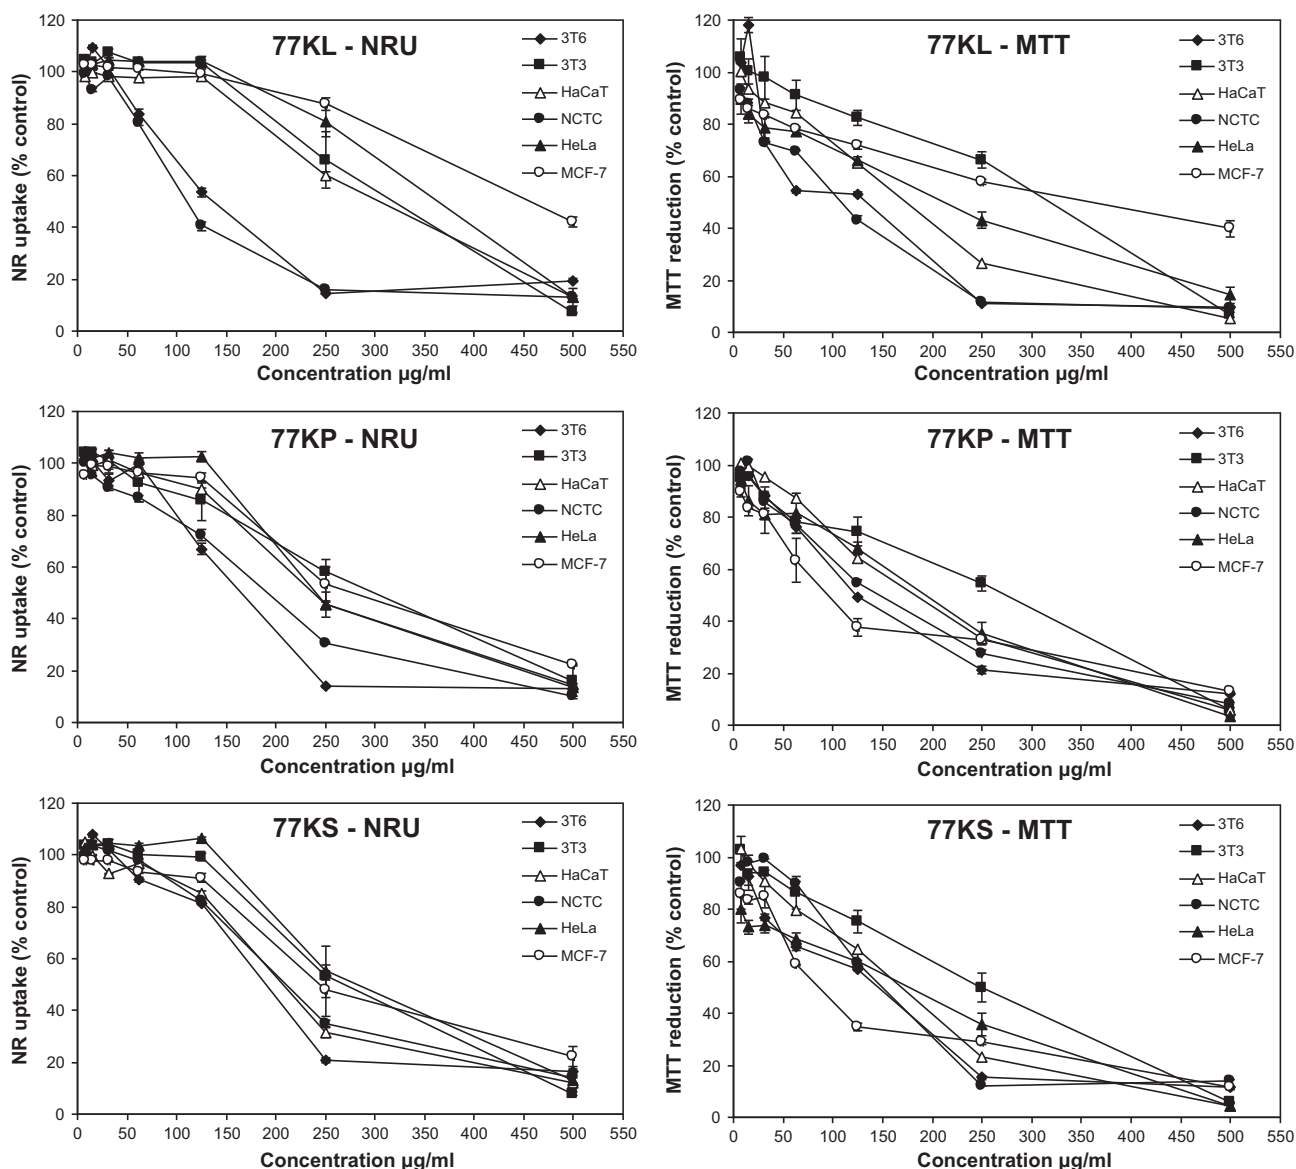 77KL - NRU
NR uptake (% control)
120
100
80
60
40
20
0
0 50 100 150 200 250 300 350 400 450 500 550
Concentration µg/ml
3T6
3T3
HaCaT
NCTC
HeLa
MCF-7
77KL - MTT
MTT reduction (% control)
120
100
80
60
40
20
0
0 50 100 150 200 250 300 350 400 450 500 550
Concentration µg/ml
3T6
3T3
HaCaT
NCTC
HeLa
MCF-7
77KP - NRU
NR uptake (% control)
120
100
80
60
40
20
0
0 50 100 150 200 250 300 350 400 450 500 550
Concentration µg/ml
3T6
3T3
HaCaT
NCTC
HeLa
MCF-7
77KP - MTT
MTT reduction (% control)
120
100
80
60
40
20
0
0 50 100 150 200 250 300 350 400 450 500 550
Concentration µg/ml
3T6
3T3
HaCaT
NCTC
HeLa
MCF-7
77KS - NRU
NR uptake (% control)
120
100
80
60
40
20
0
0 50 100 150 200 250 300 350 400 450 500 550
Concentration µg/ml
3T6
3T3
HaCaT
NCTC
HeLa
MCF-7
77KS - MTT
MTT reduction (% control)
120
100
80
60
40
20
0
0 50 100 150 200 250 300 350 400 450 500 550
Concentration µg/ml
3T6
3T3
HaCaT
NCTC
HeLa
MCF-7